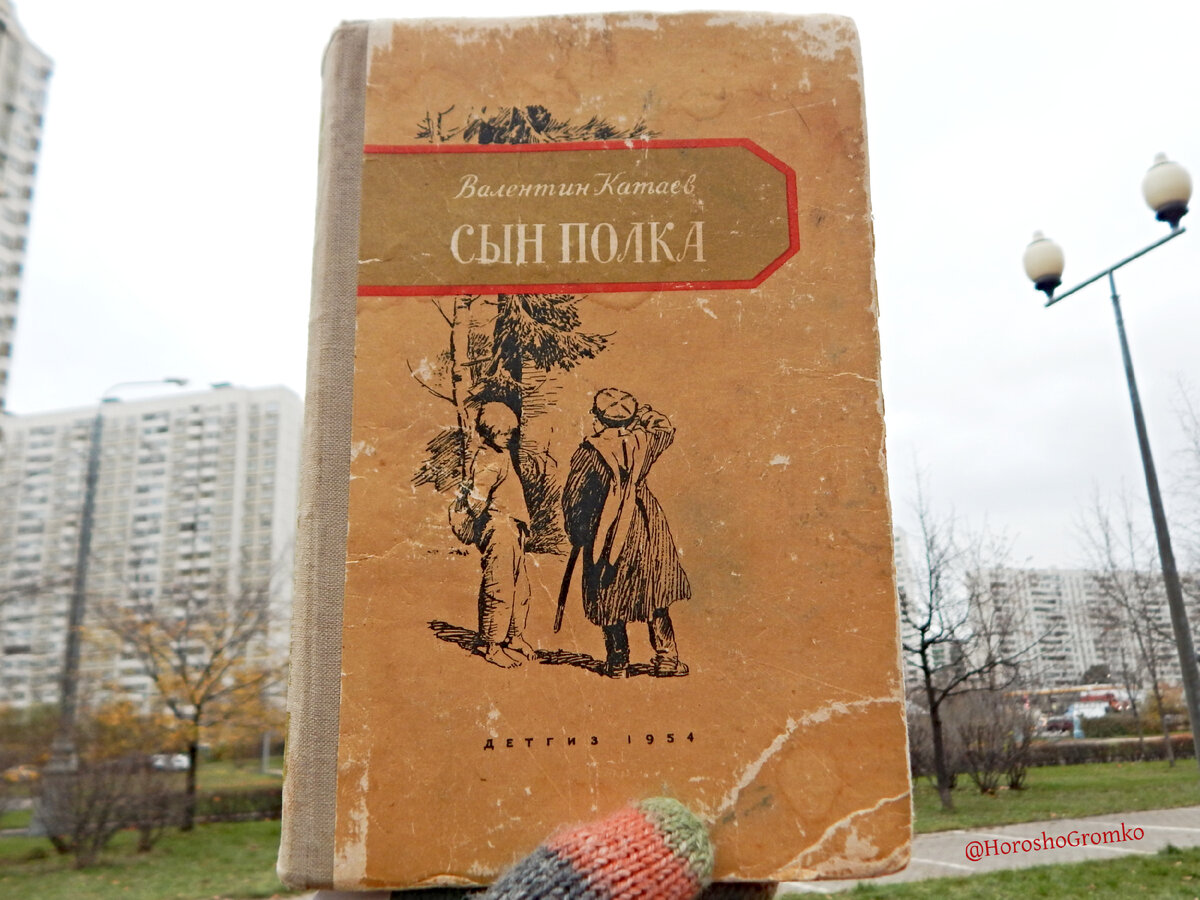 Валентин Катаев
СЫН ПОЛКА
ДЕТГИЗ 1954
@HoroshoGromko